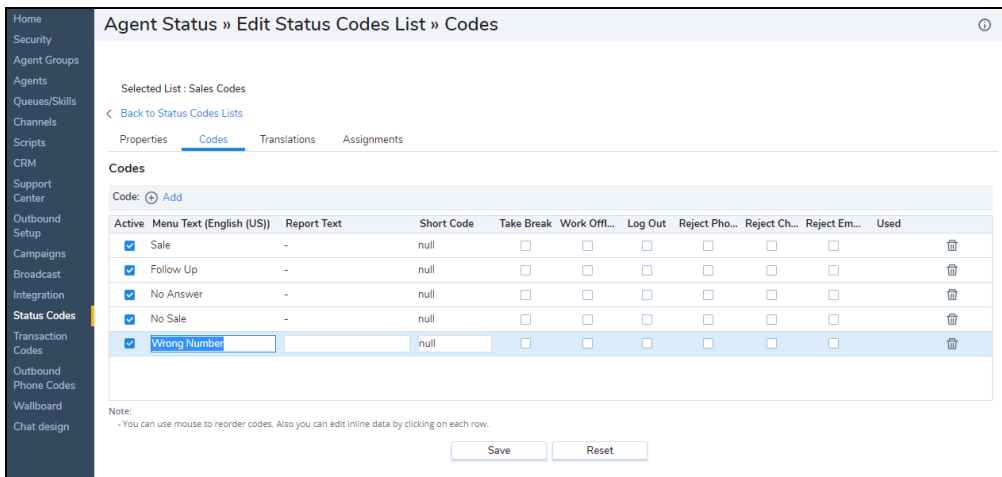 Home
Security
Agent Groups
Agents
Queues/Skills
Channels
Scripts
CRM
Support
Center
Outbound
Setup
Campaigns
Broadcast
Integration
Status Codes
Transaction
Codes
Outbound
Phone Codes
Wallboard
Chat design
Agent Status » Edit Status Codes List » Codes
Selected List : Sales Codes
< Back to Status Codes Lists
Properties Codes Translations Assignments
Codes
Code: Add
Active Menu Text (English (US)) Report Text Short Code Take Break Work Offl... Log Out Reject Pho... Reject Ch... Reject Em... Used
Sale - null
Follow Up - null
No Answer - null
No Sale - null
Wrong Number null
Note:
- You can use mouse to reorder codes. Also you can edit inline data by clicking on each row.
Save Reset